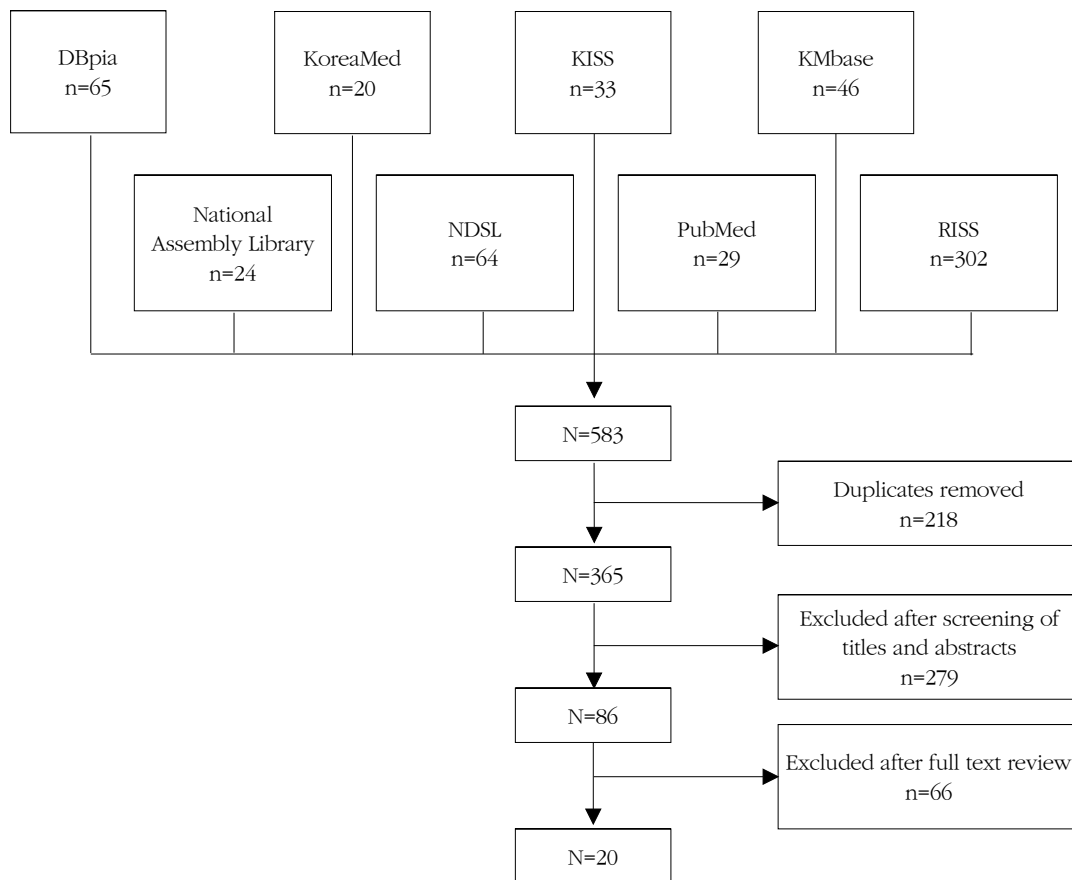 DBpia
n=65
KoreaMed
n=20
KISS
n=33
KMbase
n=46
National
Assembly Library
n=24
NDSL
n=64
PubMed
n=29
RISS
n=302
N=583
Duplicates removed
n=218
N=365
Excluded after screening of
titles and abstracts
n=279
N=86
Excluded after full text review
n=66
N=20